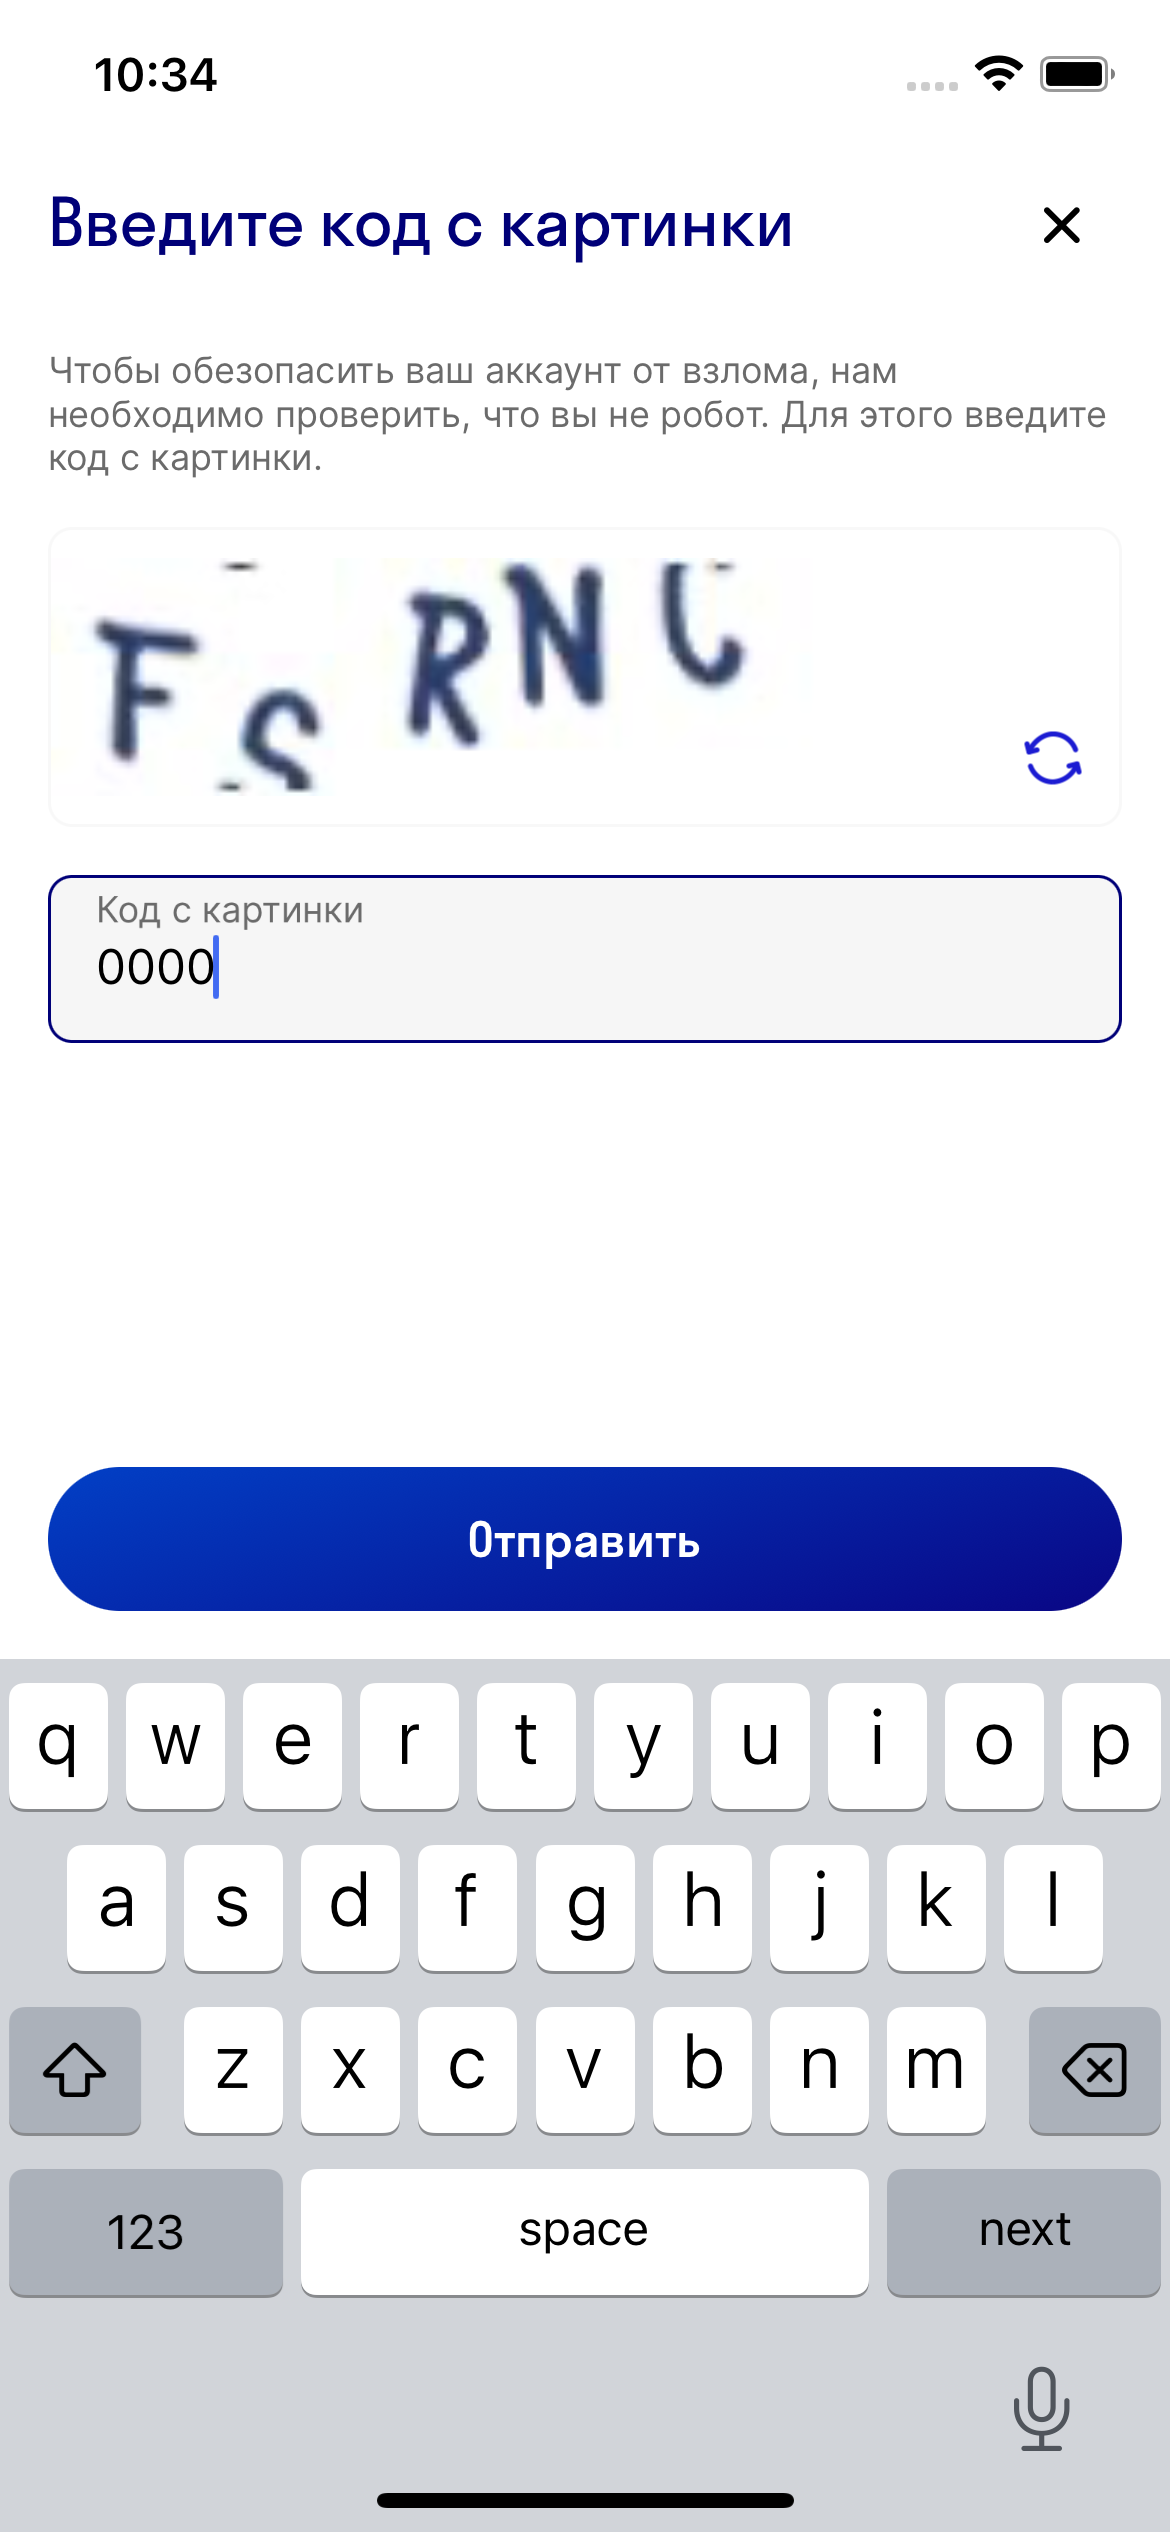 10:34
Введите код с картинки
Чтобы обезопасить ваш аккаунт от взлома, нам
необходимо проверить, что вы не робот. Для этого введите
код с картинки.
Код с картинки
0000
Отправить
q w e r t y u i o p
a s d f g h j k l
z x c v b n m
123 space next